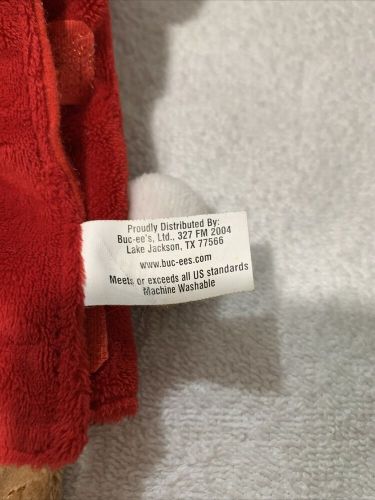 Proudly Distributed By:
Buc-ee's, Ltd., 327 FM 2004
Lake Jackson, TX 77566
www.buc-ees.com
Meets or exceeds all US standards
Machine Washable